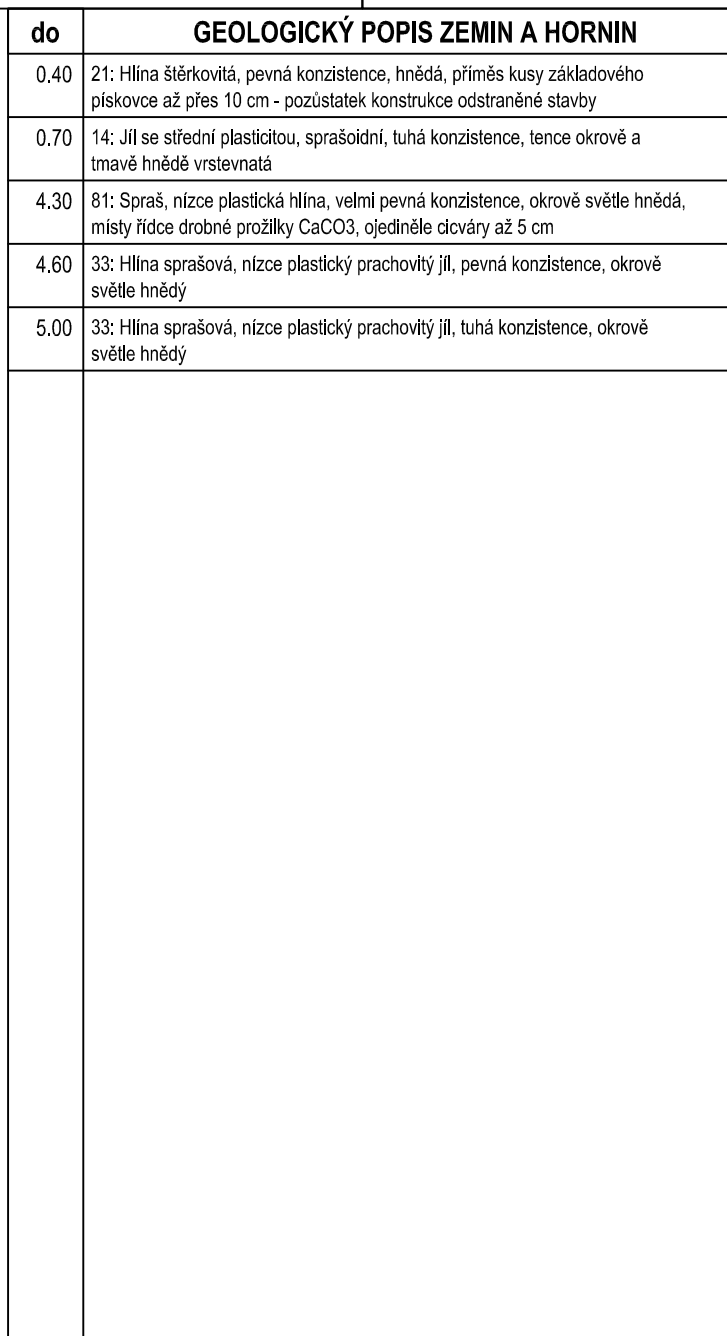 do GEOLOGICKÝ POPIS ZEMIN A HORNIN
0.40 21: Hlína štěrkovitá, pevná konzistence, hnědá, příměs kusy základového
pískovce až přes 10 cm - pozůstatek konstrukce odstraněné stavby
0.70 14: Jíl se střední plasticitou, sprašoidní, tuhá konzistence, tence okrově a
tmavě hnědě vrstevnatá
4.30 81: Spraš, nízce plastická hlína, velmi pevná konzistence, okrově světle hnědá,
místy řídce drobné prožilky CaCO3, ojediněle cicváry až 5 cm
4.60 33: Hlína sprašová, nízce plastický prachovitý jíl, pevná konzistence, okrově
světle hnědý
5.00 33: Hlína sprašová, nízce plastický prachovitý jíl, tuhá konzistence, okrově
světle hnědý